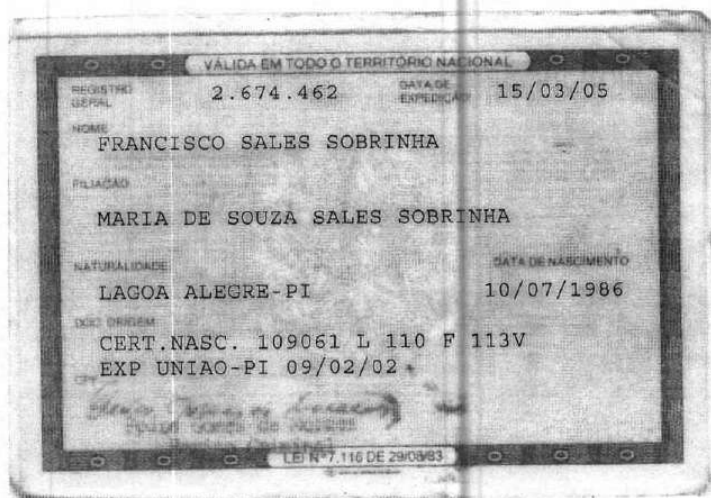 VÁLIDA EM TODO O TERRITÓRIO NACIONAL
REGISTRO GERAL 2.674.462 DATA DE EXPEDIÇÃO 15/03/05
NOME
FRANCISCO SALES SOBRINHA
FILIAÇÃO
MARIA DE SOUZA SALES SOBRINHA
NATURALIDADE DATA DE NASCIMENTO
LAGOA ALEGRE-PI 10/07/1986
DOC ORIGEM
CERT.NASC. 109061 L 110 F 113V
EXP UNIAO-PI 09/02/02
CPF
LEI Nº 7.116 DE 29/08/83